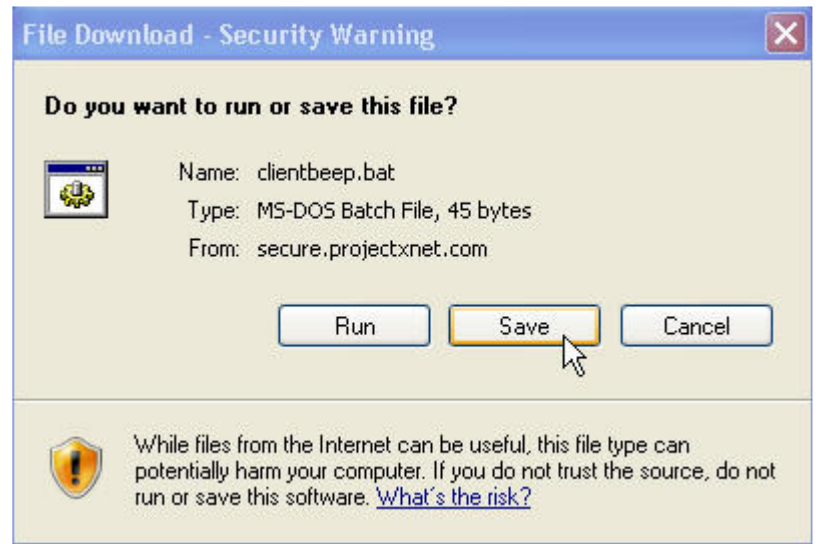 File Download - Security Warning
Do you want to run or save this file?
Name: clientbeep.bat
Type: MS-DOS Batch File, 45 bytes
From: secure.projectxnet.com
Run Save Cancel
While files from the Internet can be useful, this file type can
potentially harm your computer. If you do not trust the source, do not
run or save this software. What's the risk?